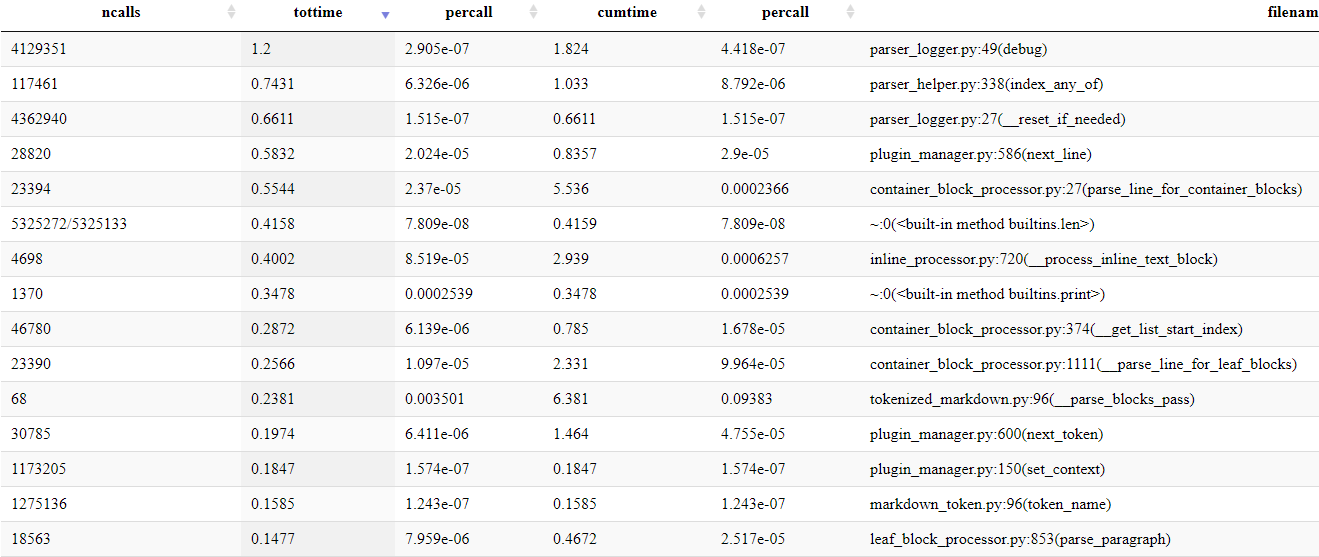 ncalls tottime percall cumtime percall filenam
4129351 1.2 2.905e-07 1.824 4.418e-07 parser_logger.py:49(debug)
117461 0.7431 6.326e-06 1.033 8.792e-06 parser_helper.py:338(index_any_of)
4362940 0.6611 1.515e-07 0.6611 1.515e-07 parser_logger.py:27(__reset_if_needed)
28820 0.5832 2.024e-05 0.8357 2.9e-05 plugin_manager.py:586(next_line)
23394 0.5544 2.37e-05 5.536 0.0002366 container_block_processor.py:27(parse_line_for_container_blocks)
5325272/5325133 0.4158 7.809e-08 0.4159 7.809e-08 ~:0(<built-in method builtins.len>)
4698 0.4002 8.519e-05 2.939 0.0006257 inline_processor.py:720(__process_inline_text_block)
1370 0.3478 0.0002539 0.3478 0.0002539 ~:0(<built-in method builtins.print>)
46780 0.2872 6.139e-06 0.785 1.678e-05 container_block_processor.py:374(__get_list_start_index)
23390 0.2566 1.097e-05 2.331 9.964e-05 container_block_processor.py:1111(__parse_line_for_leaf_blocks)
68 0.2381 0.003501 6.381 0.09383 tokenized_markdown.py:96(__parse_blocks_pass)
30785 0.1974 6.411e-06 1.464 4.755e-05 plugin_manager.py:600(next_token)
1173205 0.1847 1.574e-07 0.1847 1.574e-07 plugin_manager.py:150(set_context)
1275136 0.1585 1.243e-07 0.1585 1.243e-07 markdown_token.py:96(token_name)
18563 0.1477 7.959e-06 0.4672 2.517e-05 leaf_block_processor.py:853(parse_paragraph)